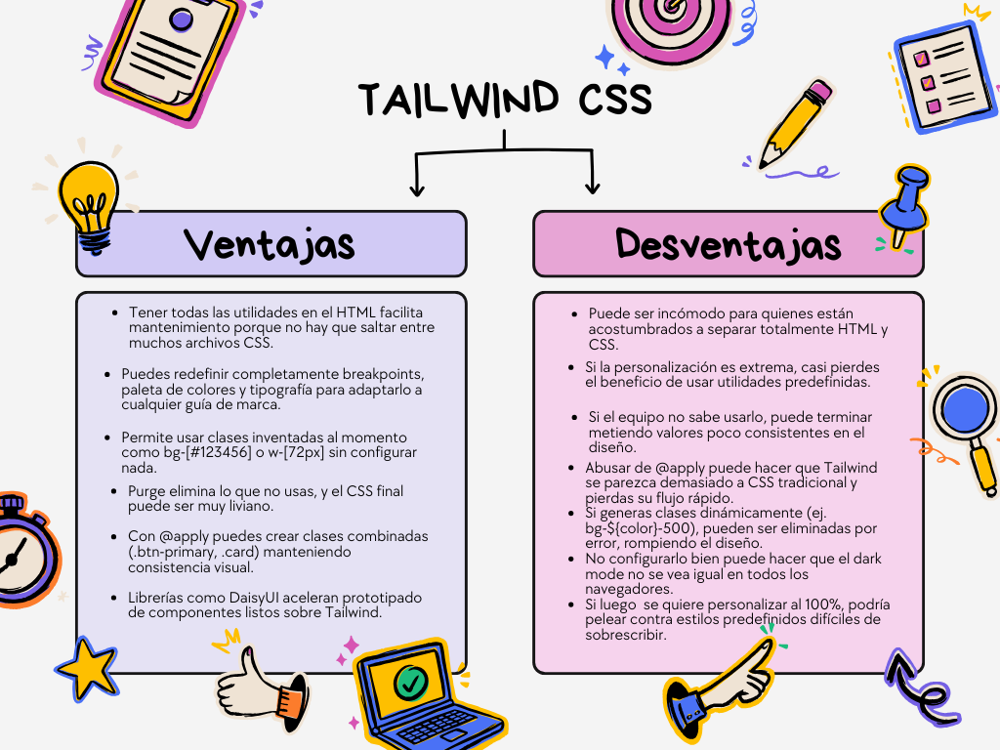 TAILWIND CSS
Ventajas
• Tener todas las utilidades en el HTML facilita
mantenimiento porque no hay que saltar entre
muchos archivos CSS.
• Puedes redefinir completamente breakpoints,
paleta de colores y tipografía para adaptarlo a
cualquier guía de marca.
• Permite usar clases inventadas al momento
como bg-[#123456] o w-[72px] sin configurar
nada.
• Purge elimina lo que no usas, y el CSS final
puede ser muy liviano.
• Con @apply puedes crear clases combinadas
(.btn-primary, .card) manteniendo
consistencia visual.
• Librerías como DaisyUI aceleran prototipado
de componentes listos sobre Tailwind.
Desventajas
• Puede ser incómodo para quienes están
acostumbrados a separar totalmente HTML y
CSS.
• Si la personalización es extrema, casi pierdes
el beneficio de usar utilidades predefinidas.
• Si el equipo no sabe usarlo, puede terminar
metiendo valores poco consistentes en el
diseño.
• Abusar de @apply puede hacer que Tailwind
se parezca demasiado a CSS tradicional y
pierdas su flujo rápido.
• Si generas clases dinámicamente (ej.
bg-${color}-500), pueden ser eliminadas por
error, rompiendo el diseño.
• No configurarlo bien puede hacer que el dark
mode no se vea igual en todos los
navegadores.
• Si luego se quiere personalizar al 100%, podría
pelear contra estilos predefinidos difíciles de
sobrescribir.